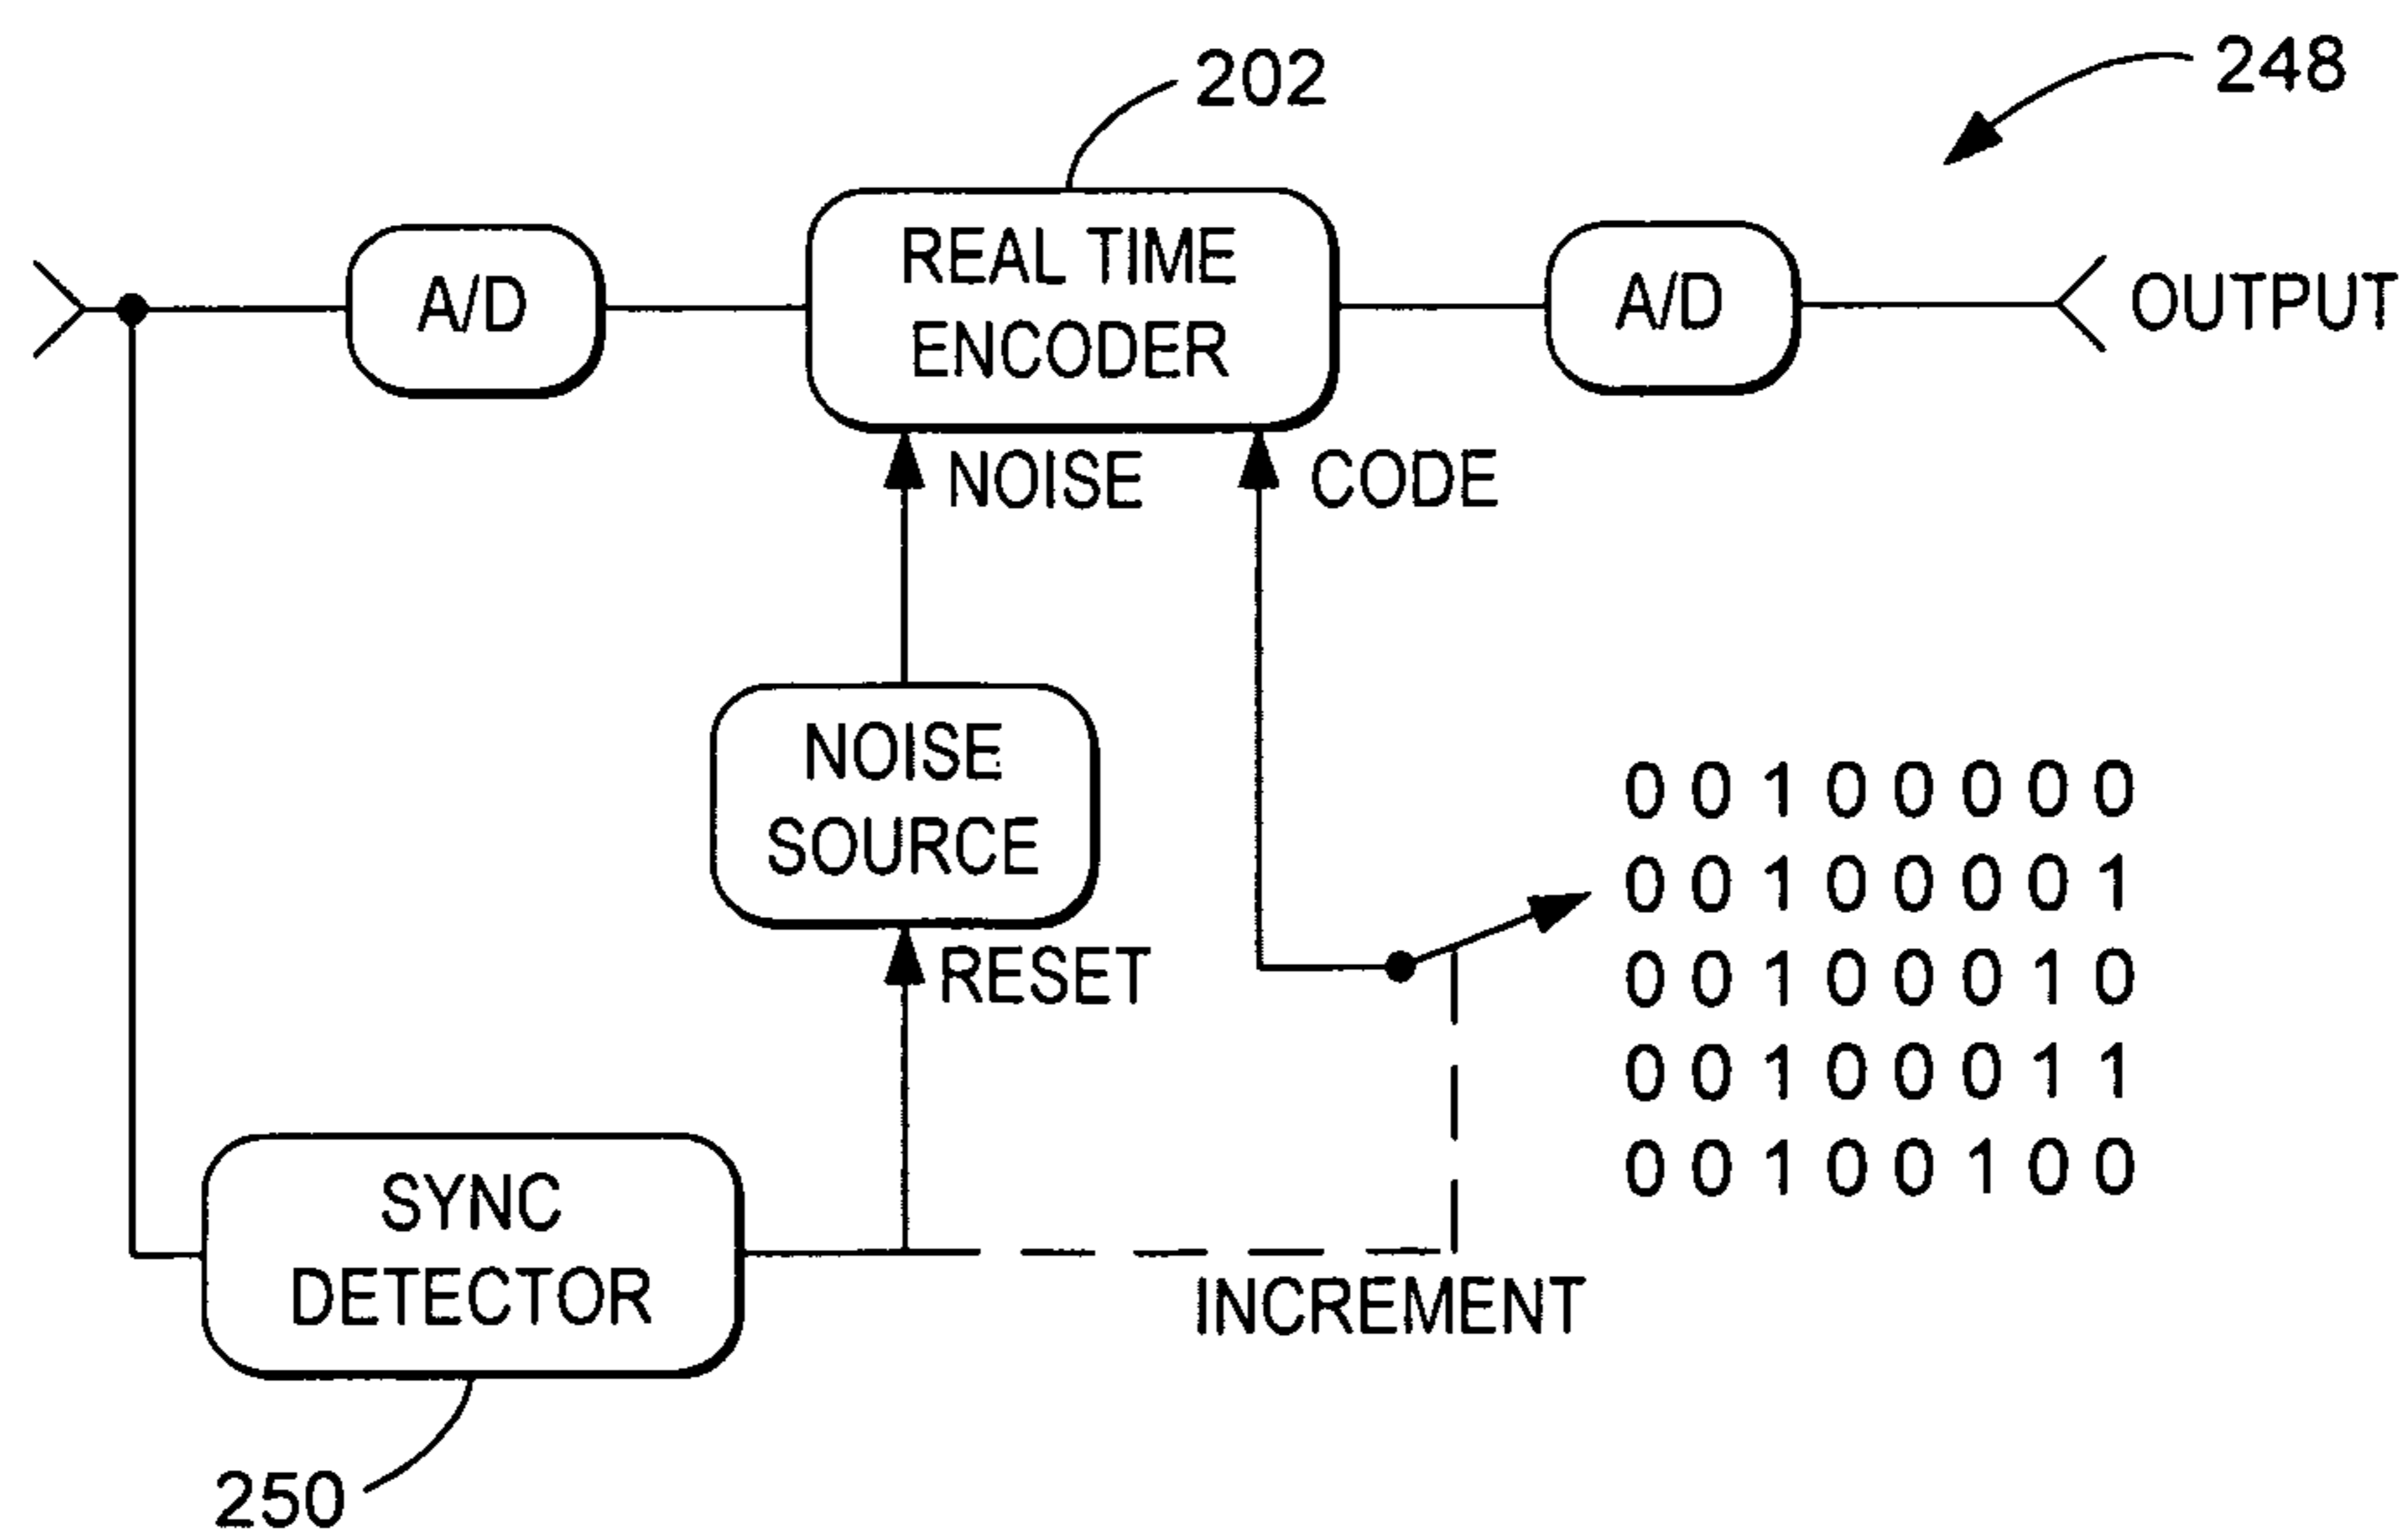 202
248
A/D
REAL TIME
ENCODER
A/D
OUTPUT
NOISE
CODE
NOISE
SOURCE
RESET
0 0 1 0 0 0 0 0
0 0 1 0 0 0 0 1
0 0 1 0 0 0 1 0
0 0 1 0 0 0 1 1
0 0 1 0 0 1 0 0
SYNC
DETECTOR
INCREMENT
250